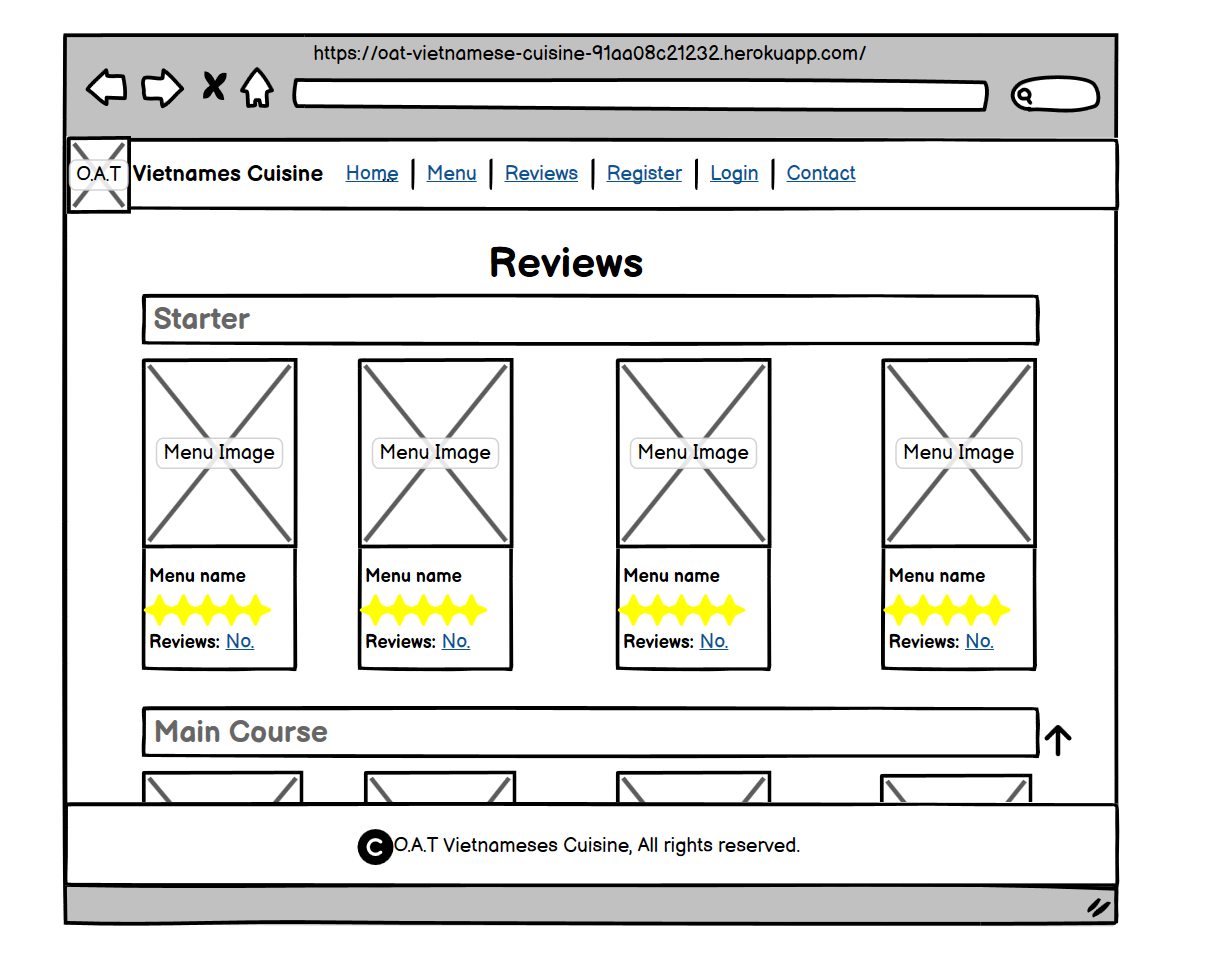 https://oat-vietnamese-cuisine-91aa08c21232.herokuapp.com/
O.A.T Vietnames Cuisine Home Menu Reviews Register Login Contact
Reviews
Starter
Menu Image Menu Image Menu Image Menu Image
Menu name Menu name Menu name Menu name
Reviews: No. Reviews: No. Reviews: No. Reviews: No.
Main Course
C O.A.T Vietnameses Cuisine, All rights reserved.